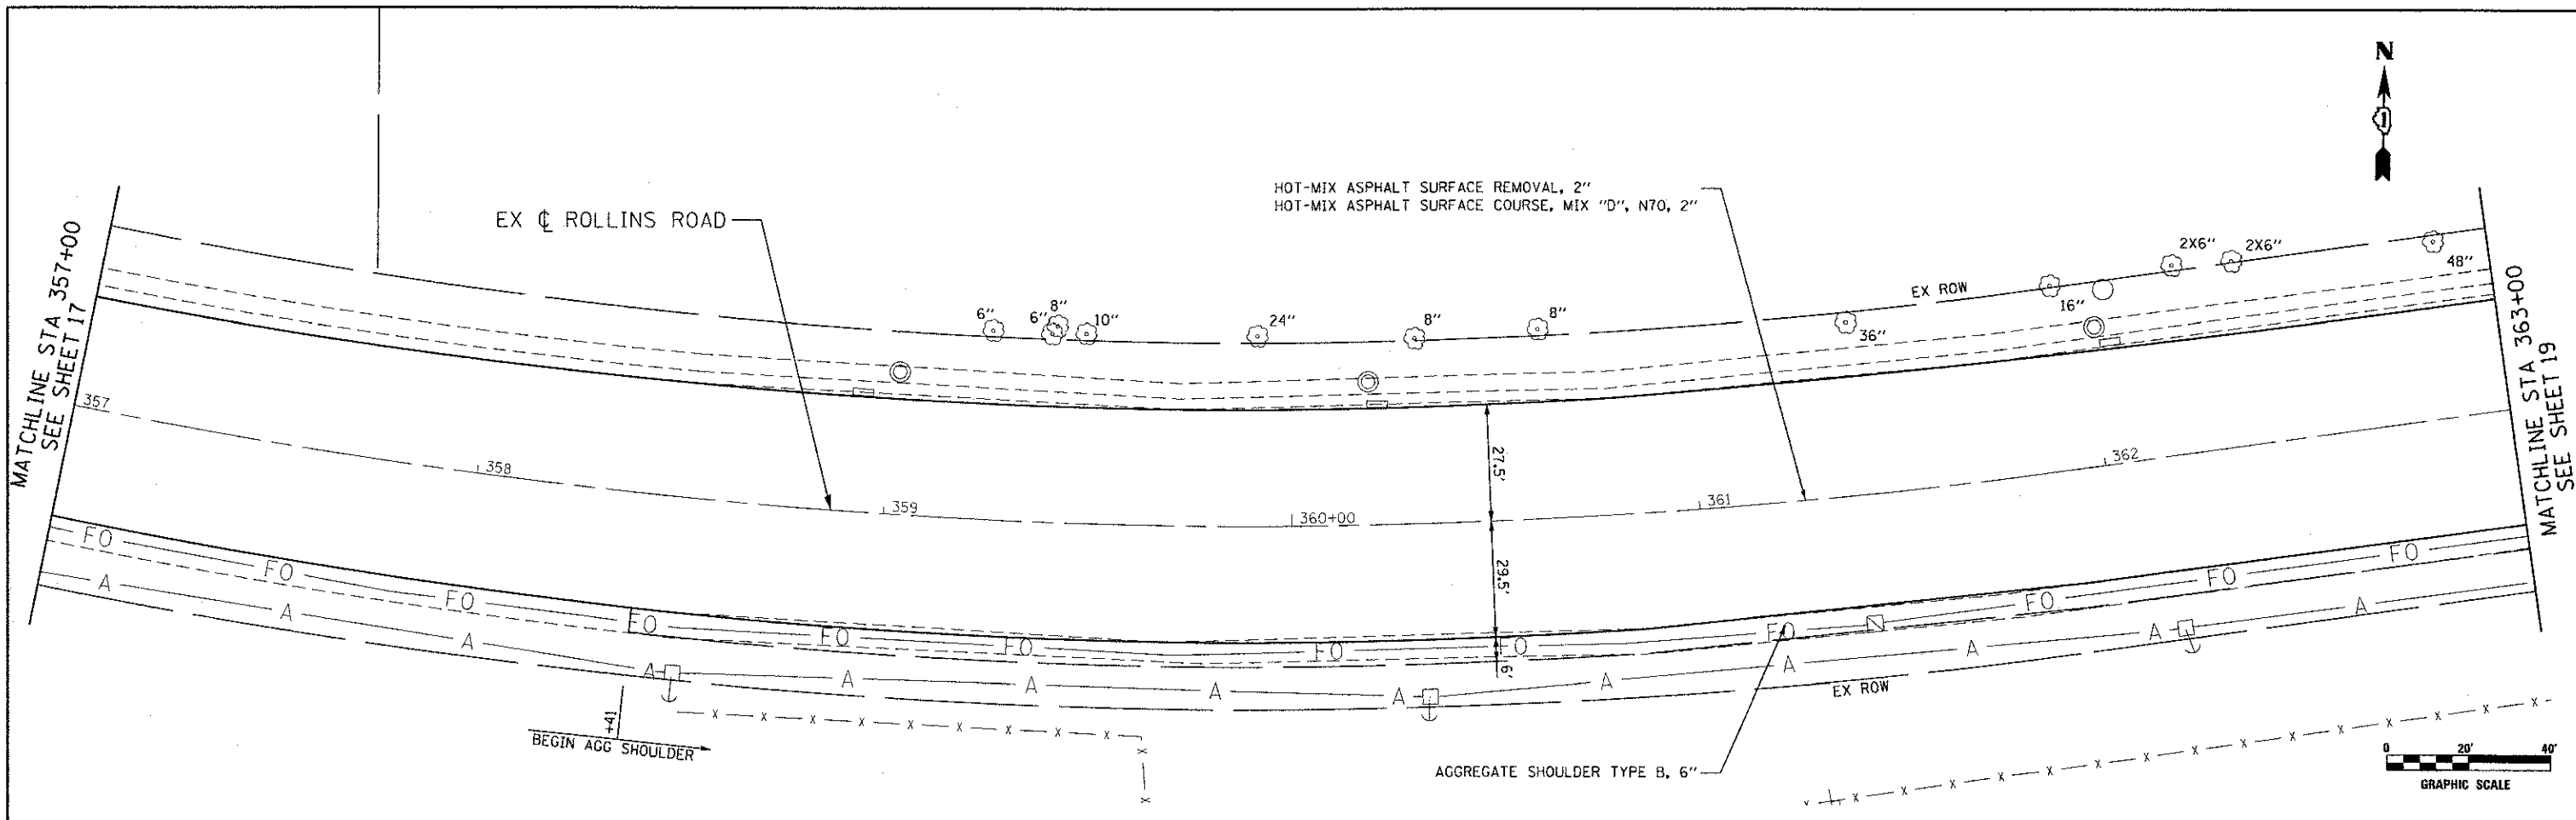 N
HOT-MIX ASPHALT SURFACE REMOVAL, 2"
HOT-MIX ASPHALT SURFACE COURSE, MIX "D", N70, 2"
EX ℄ ROLLINS ROAD
MATCHLINE STA 357+00
SEE SHEET 17
2X6"
2X6"
48"
EX ROW
16"
36"
6"
6"
8"
10"
24"
8"
8"
MATCHLINE STA 363+00
SEE SHEET 19
357
358
359
360+00
361
362
27.5'
29.5'
6'
FO
FO
FO
FO
FO
FO
FO
FO
FO
FO
FO
FO
A
A
A
A
A
A
A
A
A
A
A
A
A
EX ROW
+41
BEGIN AGG SHOULDER
X X X X X X X X X X
X X X X X X X X X X X X X X
AGGREGATE SHOULDER TYPE B, 6"
0 20' 40'
GRAPHIC SCALE